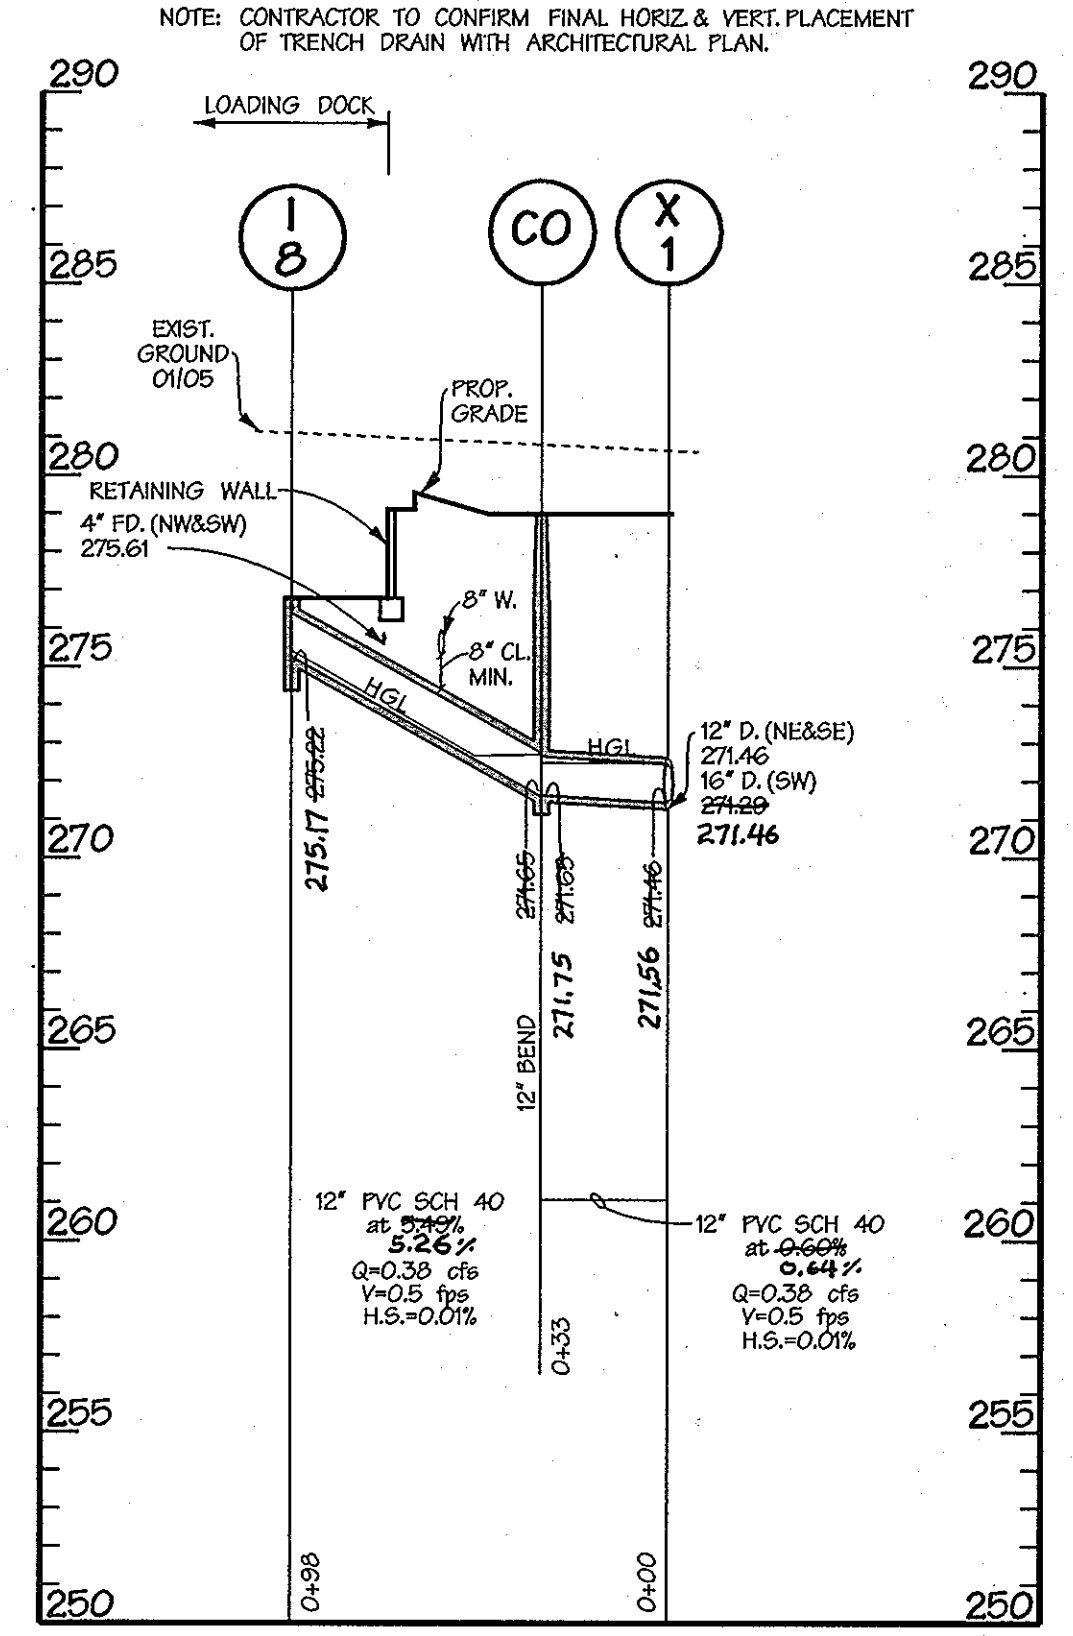 NOTE: CONTRACTOR TO CONFIRM FINAL HORIZ. & VERT. PLACEMENT
OF TRENCH DRAIN WITH ARCHITECTURAL PLAN.
290
290
LOADING DOCK
I
8
CO
X
1
285
285
EXIST.
GROUND
01/05
PROP.
GRADE
280
280
RETAINING WALL
4" FD. (NW&SW)
275.61
8" W.
8" CL.
MIN.
275
275
HGL
HGL
12" D. (NE&SE)
271.46
16" D. (SW)
271.28
271.46
275.17 275.22
270
270
271.65
271.65
271.75
271.46
271.56
265
265
12" BEND
12" PVC SCH 40
at 5.49%
5.26%
Q=0.38 cfs
V=0.5 fps
H.S.=0.01%
12" PVC SCH 40
at 0.60%
0.64%
Q=0.38 cfs
V=0.5 fps
H.S.=0.01%
260
260
0+33
255
255
0+98
0+00
250
250